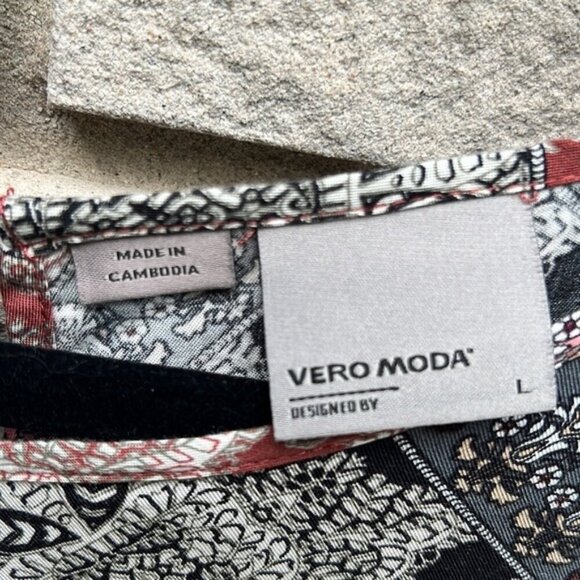 MADE IN
CAMBODIA
VERO MODA
DESIGNED BY
L